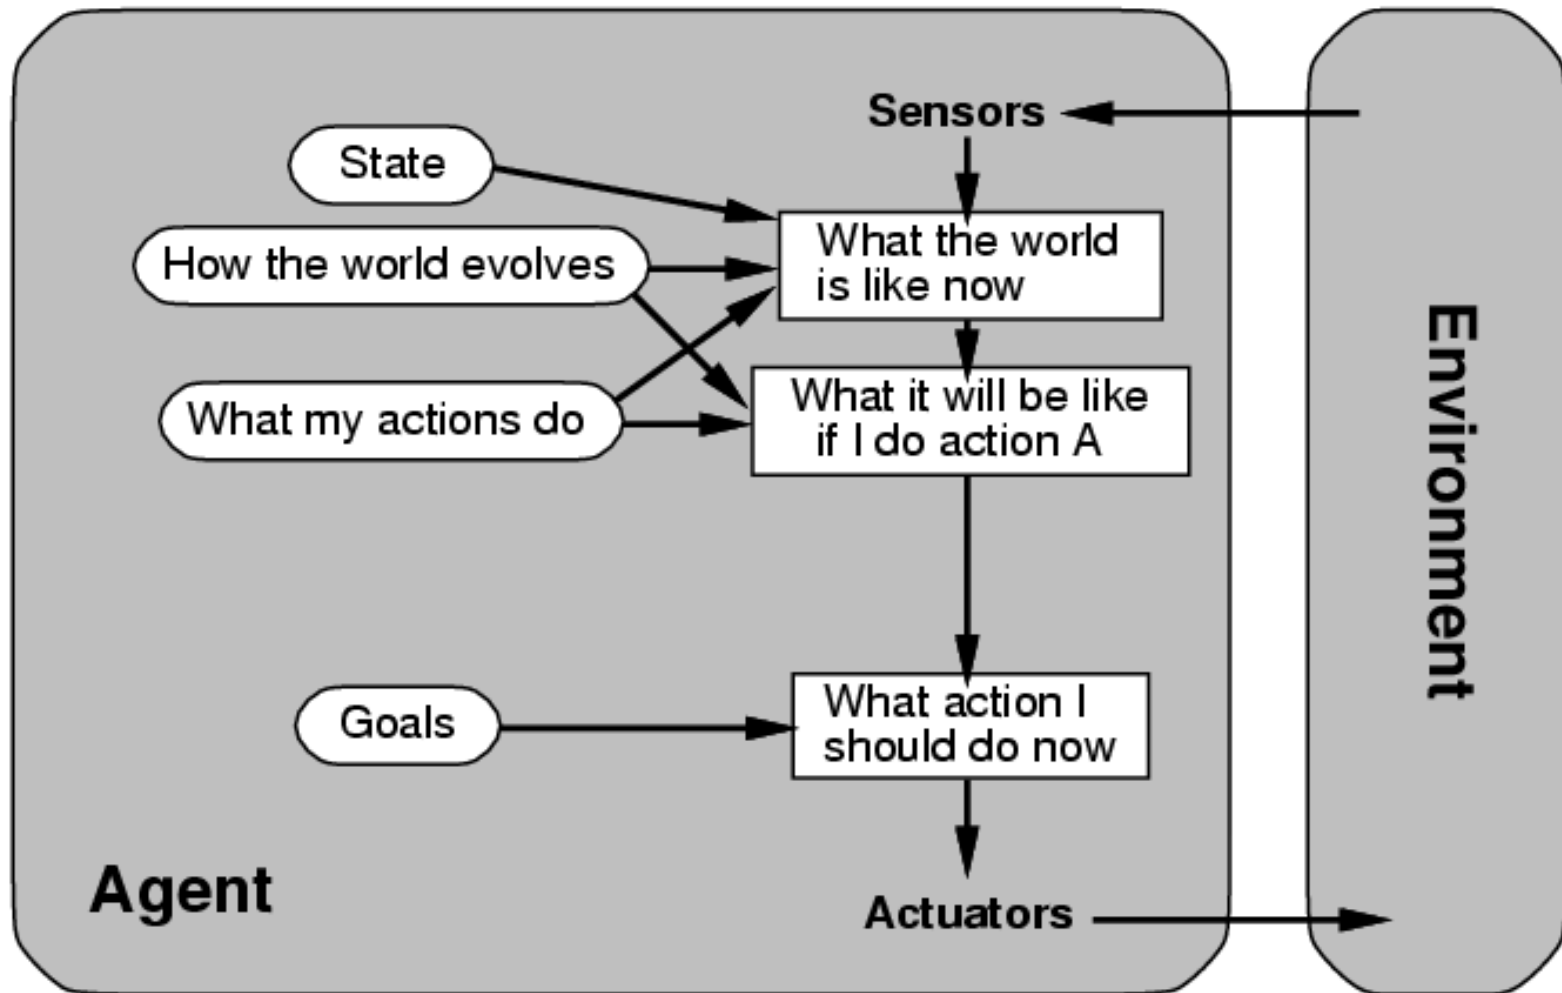 Sensors
State
What the world
is like now
How the world evolves
What it will be like
if I do action A
What my actions do
Environment
What action I
should do now
Goals
Agent
Actuators